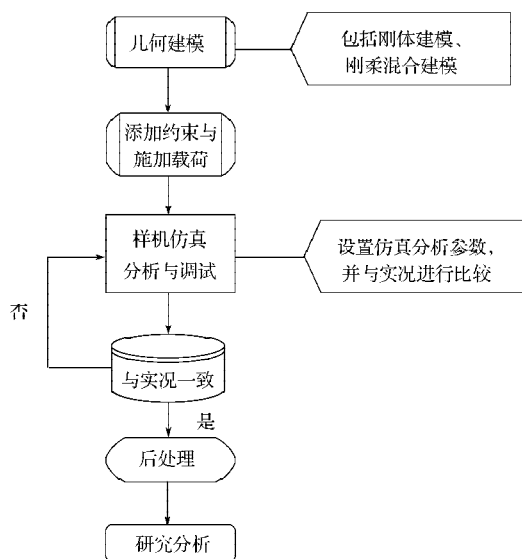 几何建模
包括刚体建模、
刚柔混合建模
添加约束与
施加载荷
样机仿真
分析与调试
设置仿真分析参数,
并与实况进行比较
否
与实况一致
是
后处理
研究分析